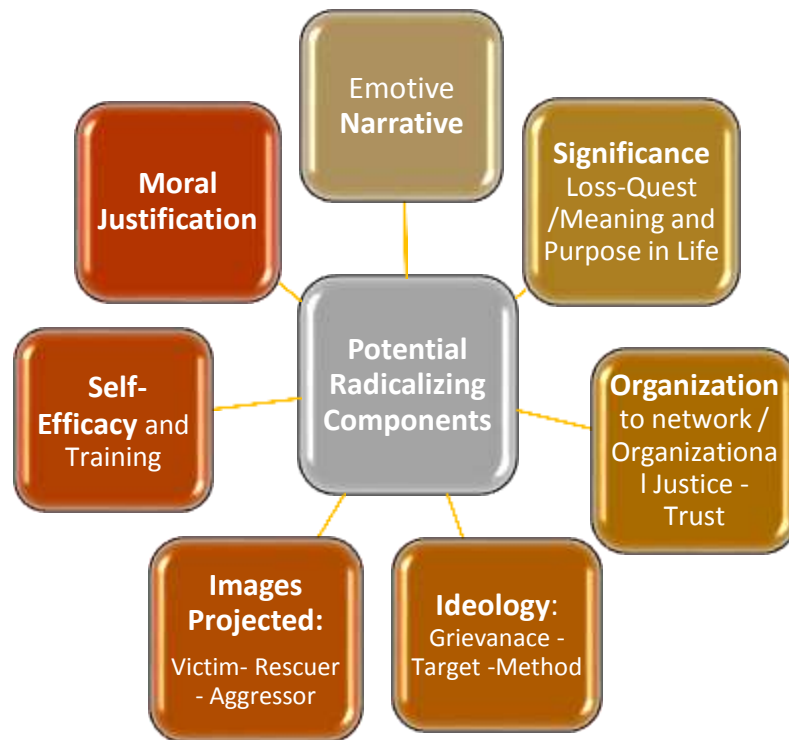 Emotive
Narrative
Significance
Loss-Quest
/Meaning and
Purpose in Life
Organization
to network /
Organizationa
l Justice -
Trust
Ideology:
Grievanace -
Target -Method
Images
Projected:
Victim- Rescuer
- Aggressor
Self-
Efficacy and
Training
Moral
Justification
Potential
Radicalizing
Components